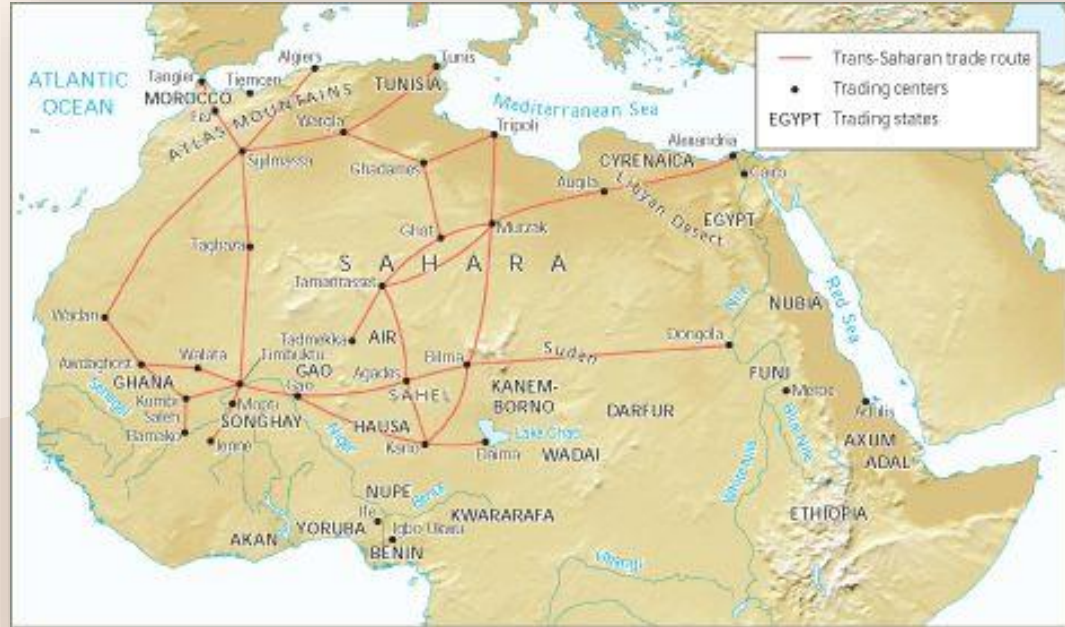 Trans-Saharan trade route
Trading centers
EGYPT Trading states
ATLANTIC
OCEAN
Mediterranean Sea
Red Sea
Algiers
Tunis
Tangier
Tlemcen
TUNISIA
MOROCCO
Fez
ATLAS MOUNTAINS
Sijilmassa
Ghadames
Tripoli
Alexandria
CYRENAICA
Cairo
Augila
Libyan Desert
EGYPT
Ghat
Murzak
Taghaza
SAHARA
Tamanrasset
Nile
NUBIA
Wadan
Tadmekka
AIR
Bilma
Sudan
Dongola
Awdaghost
Walata
Timbuktu
GAO
Gao
Agades
SAHEL
KANEM-
BORNO
FUNJ
Meroe
Adulis
GHANA
Senegal
Kumbi
Saleh
Mopti
SONGHAY
HAUSA
DARFUR
Bamako
Jenne
Niger
Kano
Lake Chad
Daima
WADAI
White Nile
Blue Nile
AXUM
ADAL
NUPE
Benue
Ife
KWARARAFA
ETHIOPIA
AKAN
YORUBA
Igbo Ukwu
BENIN
Ubangi